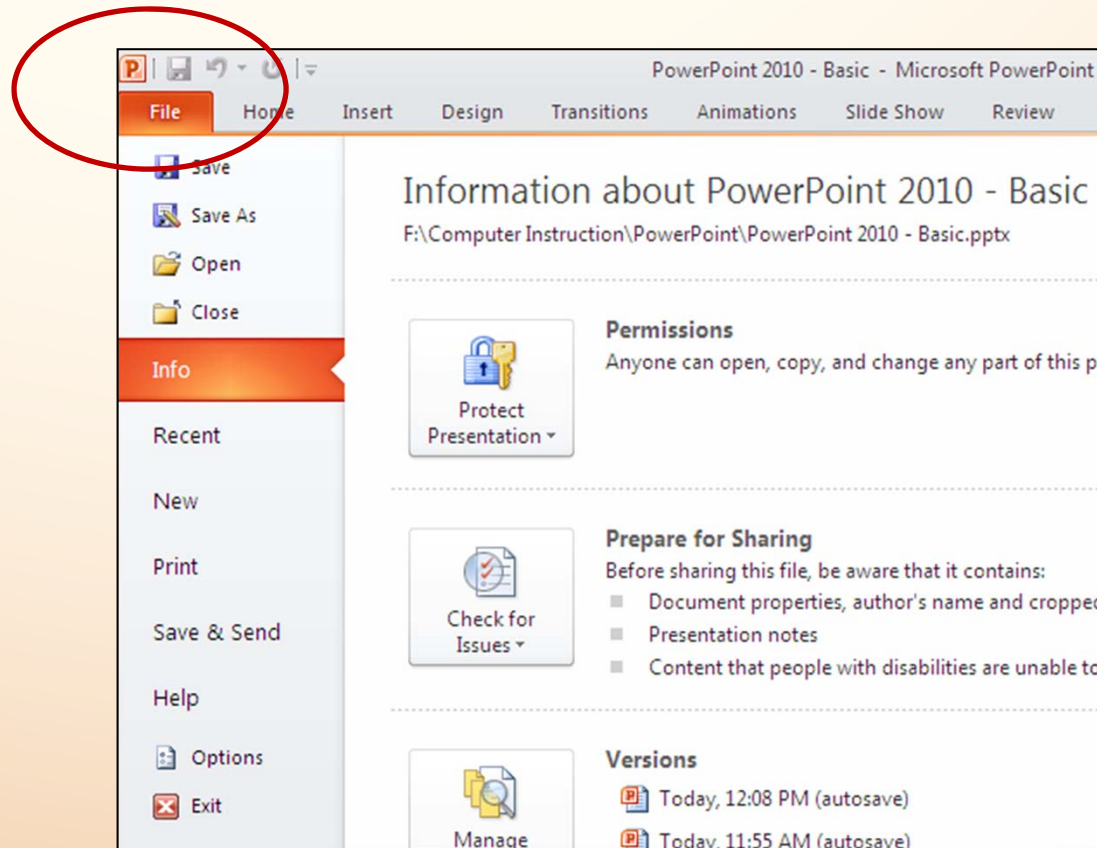 P
PowerPoint 2010 - Basic - Microsoft PowerPoint
File Home Insert Design Transitions Animations Slide Show Review
Save
Save As
Open
Close
Info
Recent
New
Print
Save & Send
Help
Options
Exit
Information about PowerPoint 2010 - Basic
F:\Computer Instruction\PowerPoint\PowerPoint 2010 - Basic.pptx
Protect
Presentation
Permissions
Anyone can open, copy, and change any part of this p
Check for
Issues
Prepare for Sharing
Before sharing this file, be aware that it contains:
Document properties, author's name and cropped
Presentation notes
Content that people with disabilities are unable to
Manage
Versions
Today, 12:08 PM (autosave)
Today, 11:55 AM (autosave)